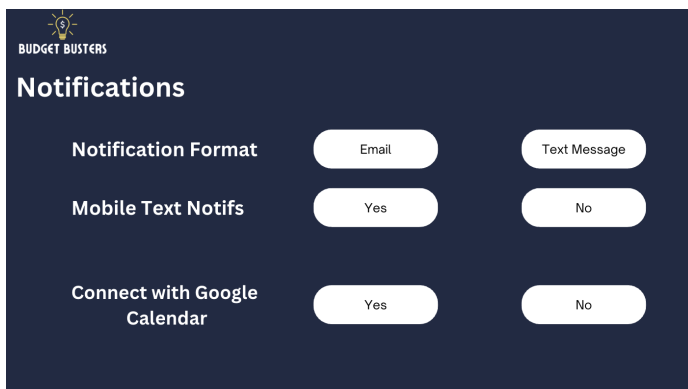 $
BUDGET BUSTERS
Notifications
Notification Format
Email
Text Message
Mobile Text Notifs
Yes
No
Connect with Google
Calendar
Yes
No